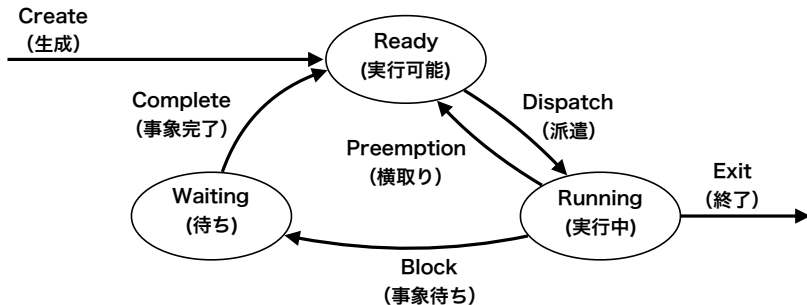 Create
（生成）
Ready
(実行可能)
Complete
（事象完了）
Dispatch
（派遣）
Preemption
（横取り）
Waiting
(待ち)
Running
(実行中)
Exit
（終了）
Block
（事象待ち）